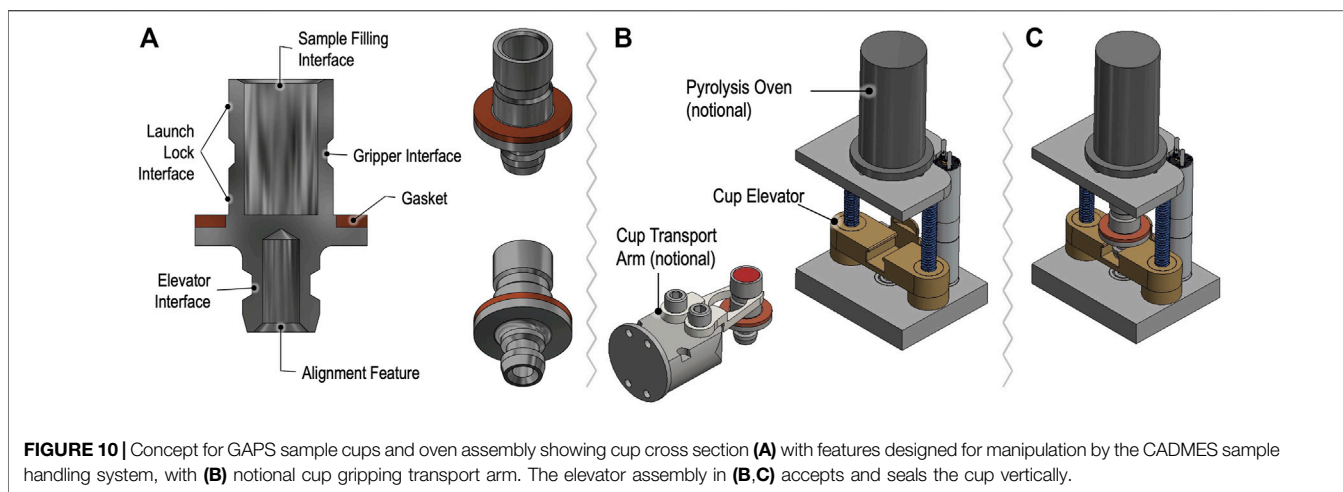 A
Sample Filling
Interface
Launch
Lock
Interface
Gripper Interface
Gasket
Elevator
Interface
Alignment Feature
B
Pyrolysis Oven
(notional)
Cup Elevator
Cup Transport
Arm (notional)
C
FIGURE 10 | Concept for GAPS sample cups and oven assembly showing cup cross section (A) with features designed for manipulation by the CADMES sample
handling system, with (B) notional cup gripping transport arm. The elevator assembly in (B,C) accepts and seals the cup vertically.